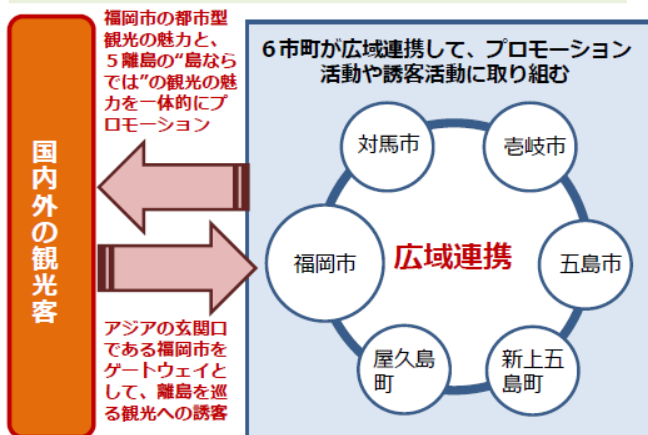 福岡市の都市型
観光の魅力と、
５離島の“島なら
では”の観光の魅
力を一体的にプ
ロモーション
６市町が広域連携して、プロモーション
活動や誘客活動に取り組む
国内外の観光客
対馬市
壱岐市
福岡市
広域連携
五島市
屋久島
町
新上五
島町
アジアの玄関口
である福岡市を
ゲートウェイと
して、離島を巡
る観光への誘客